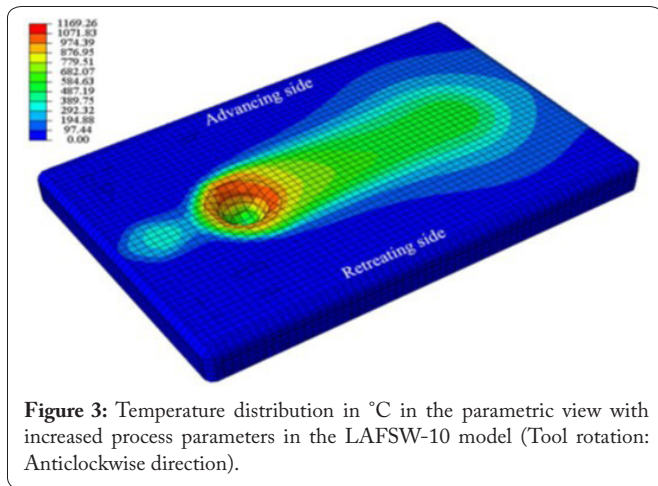 1169.26
1071.83
974.39
876.95
779.51
682.07
584.63
487.19
389.75
292.32
194.88
97.44
0.00
Advancing side
Retreating side
Figure 3: Temperature distribution in ˚C in the parametric view with
increased process parameters in the LAFSW-10 model (Tool rotation:
Anticlockwise direction).